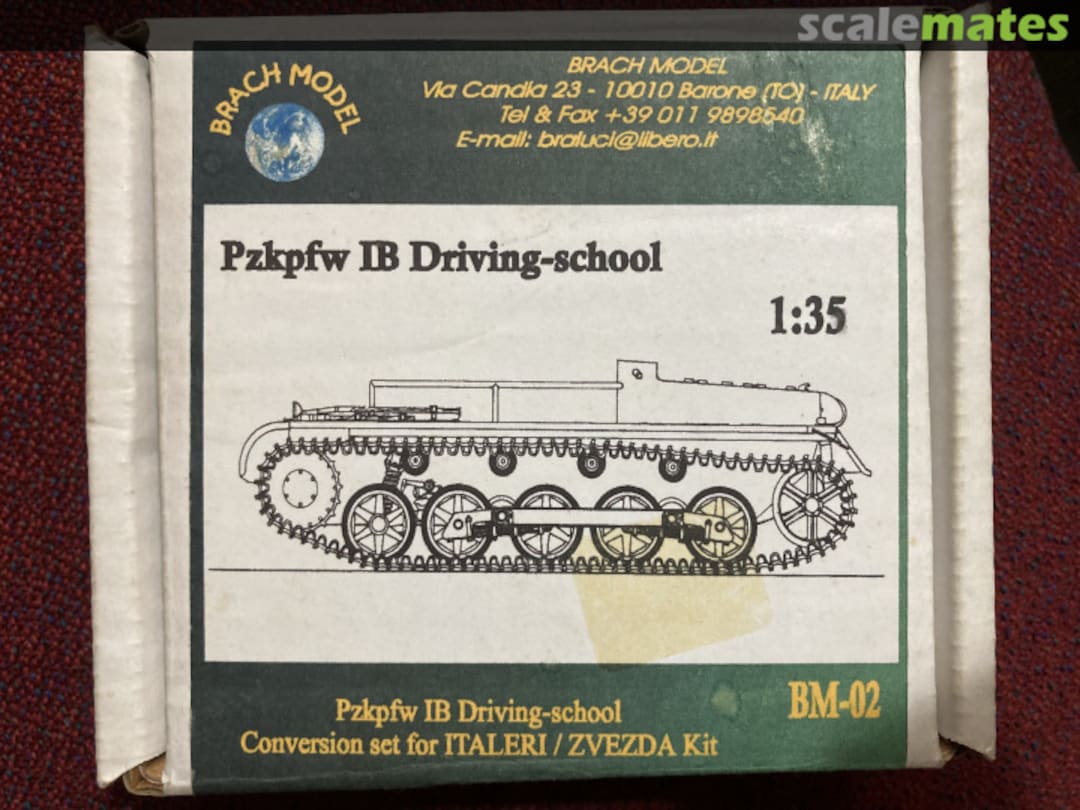 scalemates
BRACH MODEL
BRACH MODEL
Via Candia 23 - 10010 Barone (TO) - ITALY
Tel & Fax +39 011 9898540
E-mail: braluci@libero.it
Pzkpfw IB Driving-school
1:35
BM-02
Pzkpfw IB Driving-school
Conversion set for ITALERI / ZVEZDA Kit